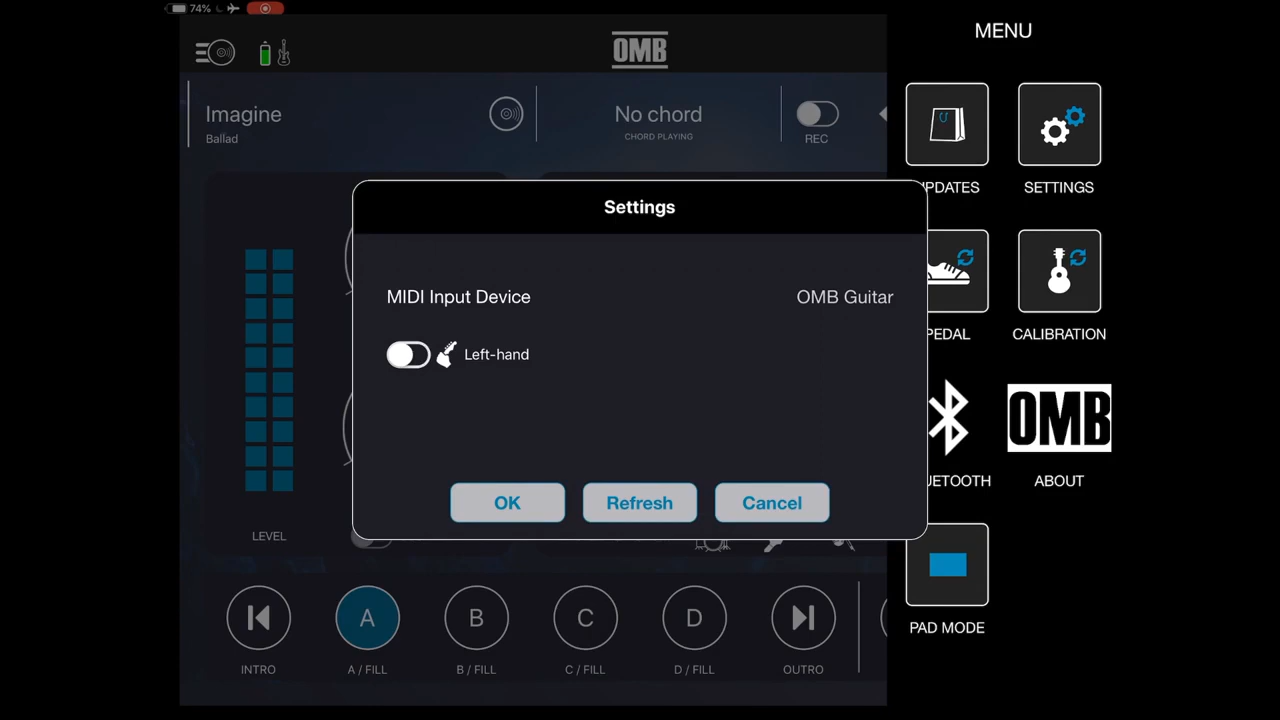 74%
OMB
MENU
Imagine
Ballad
No chord
CHORD PLAYING
REC
UPDATES
SETTINGS
Settings
MIDI Input Device
OMB Guitar
Left-hand
OK
Refresh
Cancel
PEDAL
CALIBRATION
OMB
UETOOTH
ABOUT
LEVEL
PAD MODE
A
B
C
D
INTRO
A / FILL
B / FILL
C / FILL
D / FILL
OUTRO